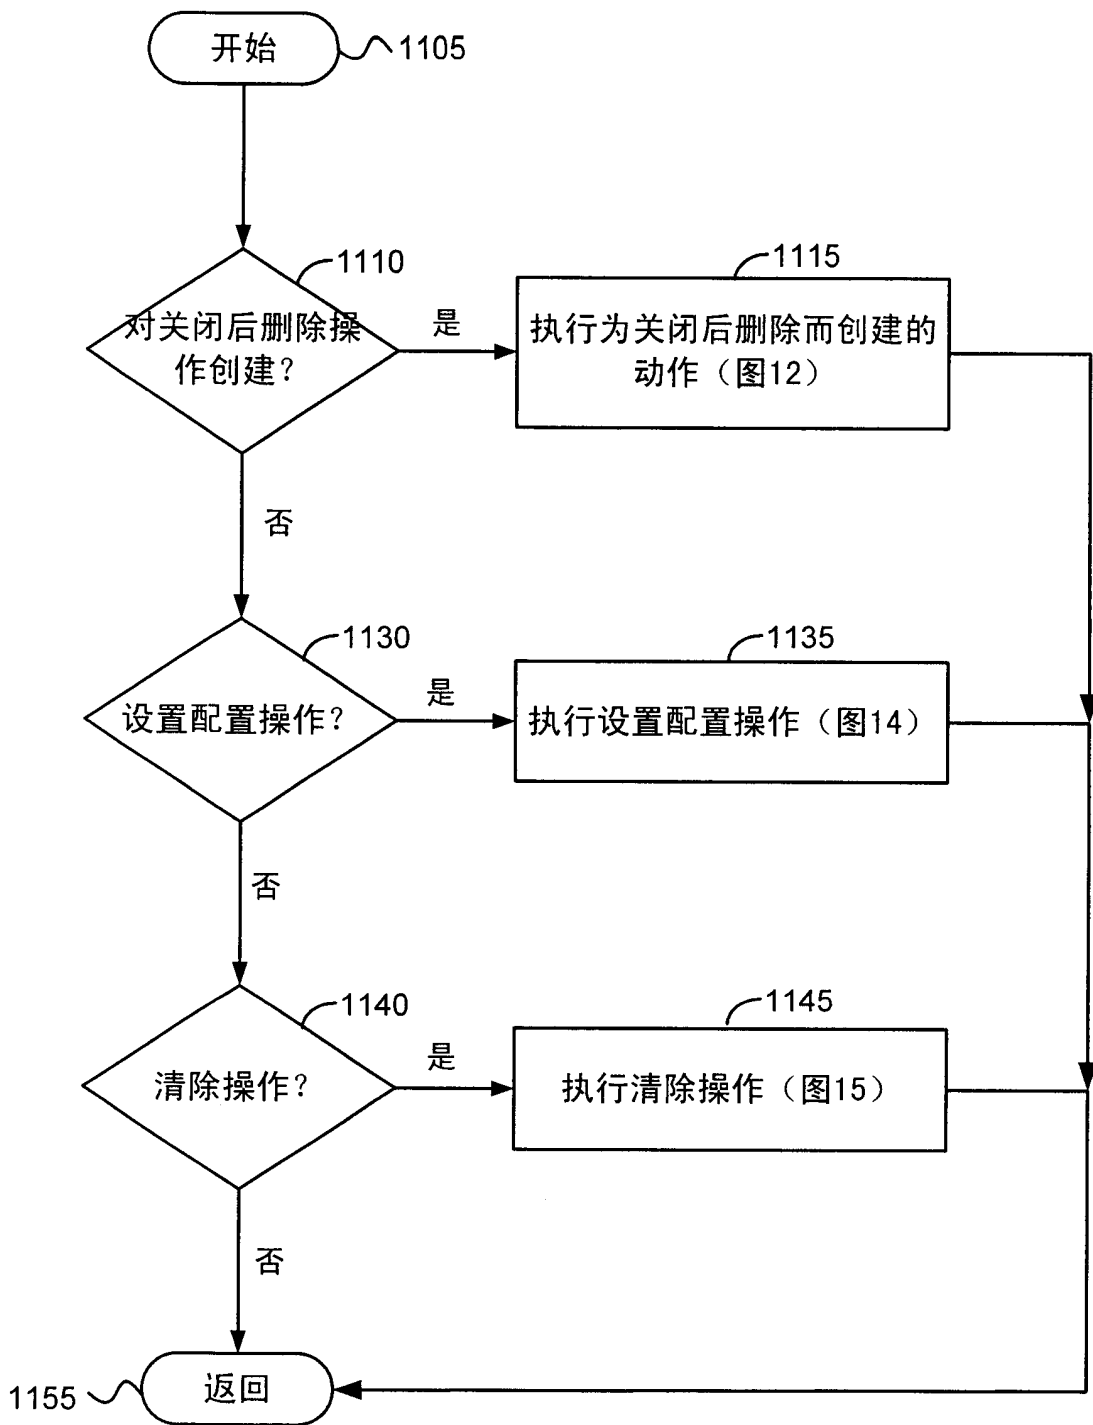 开始
1105
1110
对关闭后删除操
作创建？
是
1115
执行为关闭后删除而创建的
动作（图12）
否
1130
设置配置操作？
是
1135
执行设置配置操作（图14）
否
1140
清除操作？
是
1145
执行清除操作（图15）
否
返回
1155